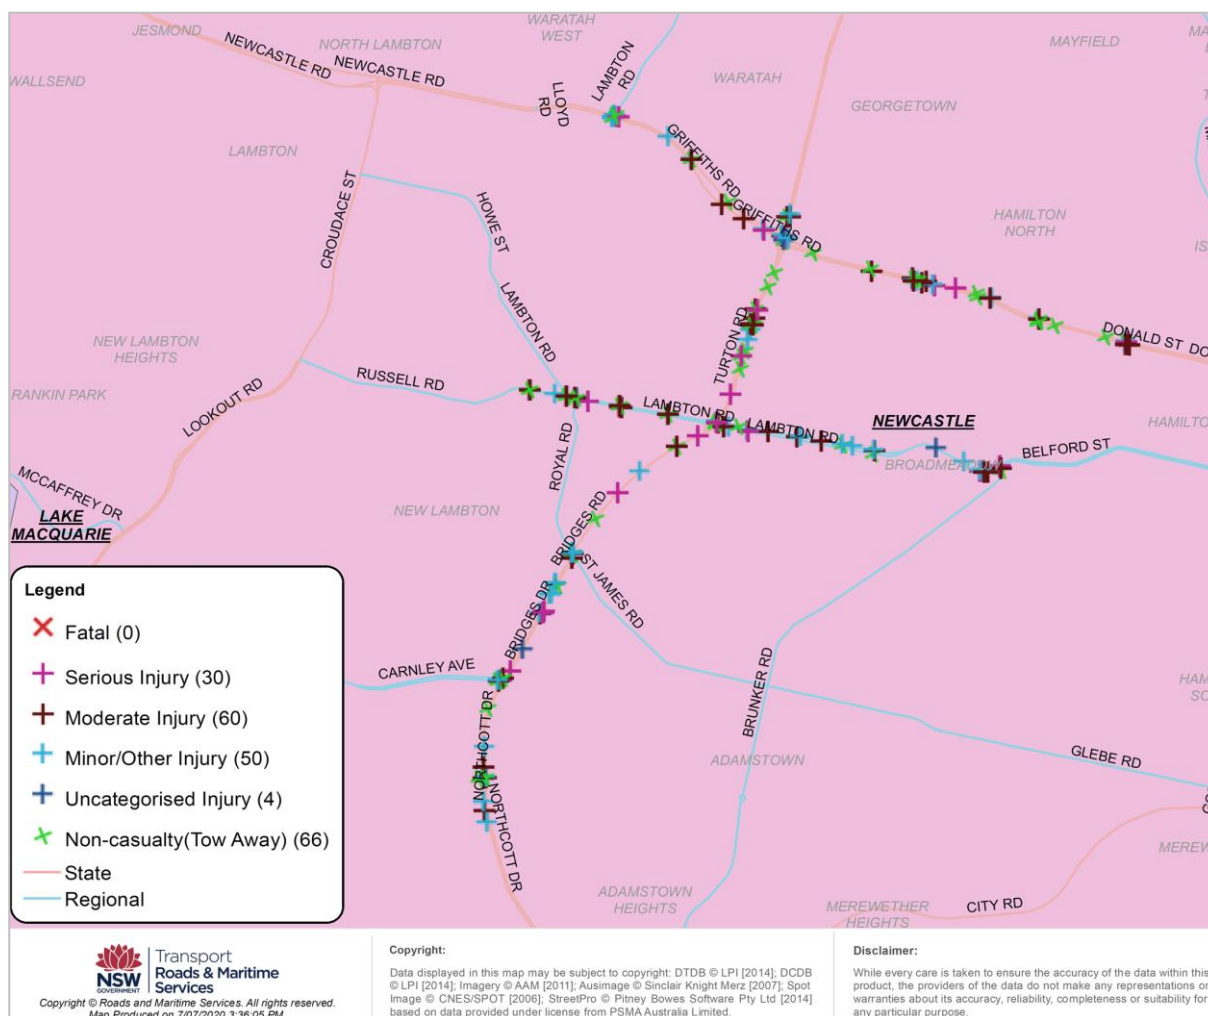 JESMOND
WARATAH
WEST
NEWCASTLE RD
NORTH LAMBTON
NEWCASTLE RD
LAMBTON
RD
MAYFIELD
WALLSEND
WARATAH
LLOYD
RD
GEORGETOWN
LAMBTON
GRIFFITHS RD
GRIFFITHS RD
CROUDACE ST
HOWE ST
HAMILTON
NORTH
LAMBTON RD
TURTON RD
DONALD ST
NEW LAMBTON
HEIGHTS
RUSSELL RD
RANKIN PARK
LOOKOUT RD
LAMBTON RD
LAMBTON RD
NEWCASTLE
ROYAL RD
BROADMEADOW
BELFORD ST
MCCAFFREY DR
LAKE
MACQUARIE
NEW LAMBTON
BRIDGES RD
ST JAMES RD
BRIDGES DR
CARNLEY AVE
BRUNKER RD
NORTHCOTT DR
NORTHCOTT DR
ADAMSTOWN
GLEBE RD
ADAMSTOWN
HEIGHTS
MEREWETHER
HEIGHTS
CITY RD
Legend
Fatal (0)
Serious Injury (30)
Moderate Injury (60)
Minor/Other Injury (50)
Uncategorised Injury (4)
Non-casualty(Tow Away) (66)
State
Regional
NSW
GOVERNMENT
Transport
Roads & Maritime
Services
Copyright © Roads and Maritime Services. All rights reserved.
Map Produced on 7/07/2020 3:36:05 PM
Copyright:
Data displayed in this map may be subject to copyright: DTDB © LPI [2014]; DCDB
© LPI [2014]; Imagery © AAM [2011]; Ausimage © Sinclair Knight Merz [2007]; Spot
Image © CNES/SPOT [2006]; StreetPro © Pitney Bowes Software Pty Ltd [2014]
based on data provided under license from PSMA Australia Limited.
Disclaimer:
While every care is taken to ensure the accuracy of the data within this
product, the providers of the data do not make any representations or
warranties about its accuracy, reliability, completeness or suitability for
any particular purpose.